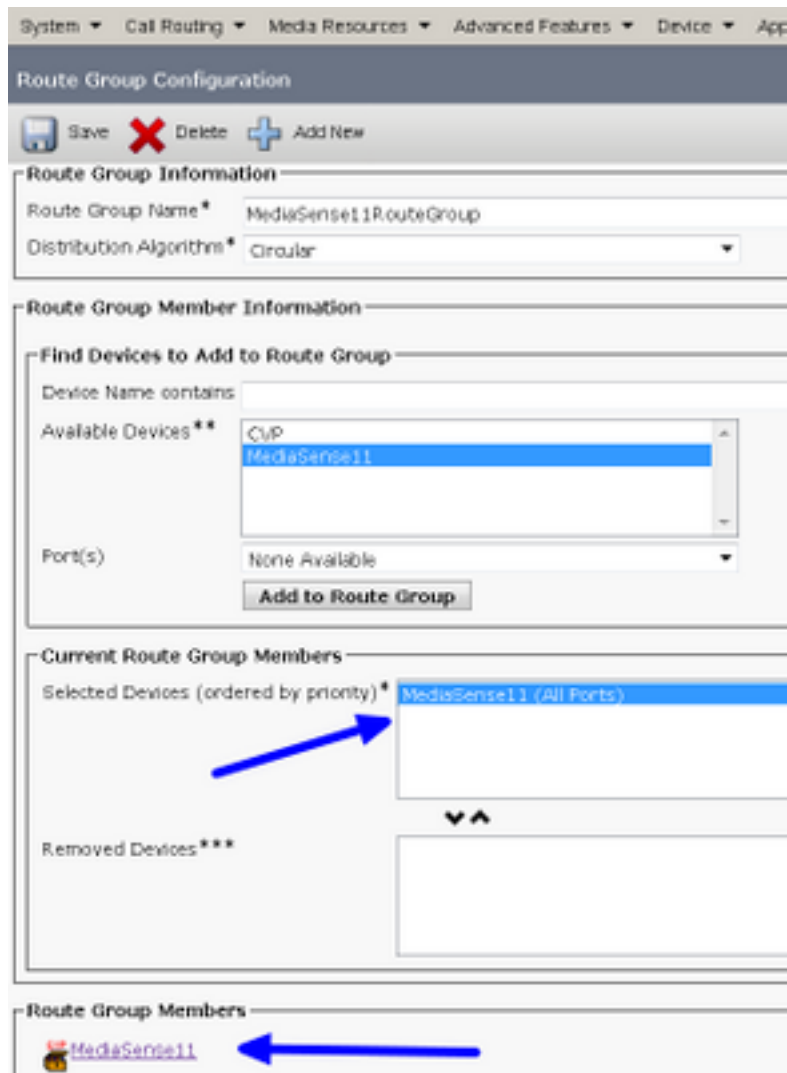 System Call Routing Media Resources Advanced Features Device App
Route Group Configuration
Save Delete Add New
Route Group Information
Route Group Name* MediaSense11RouteGroup
Distribution Algorithm* Circular
Route Group Member Information
Find Devices to Add to Route Group
Device Name contains
Available Devices** CVP
MediaSense11
Port(s) None Available
Add to Route Group
Current Route Group Members
Selected Devices (ordered by priority)* MediaSense11 (All Ports)
Removed Devices***
Route Group Members
MediaSense11